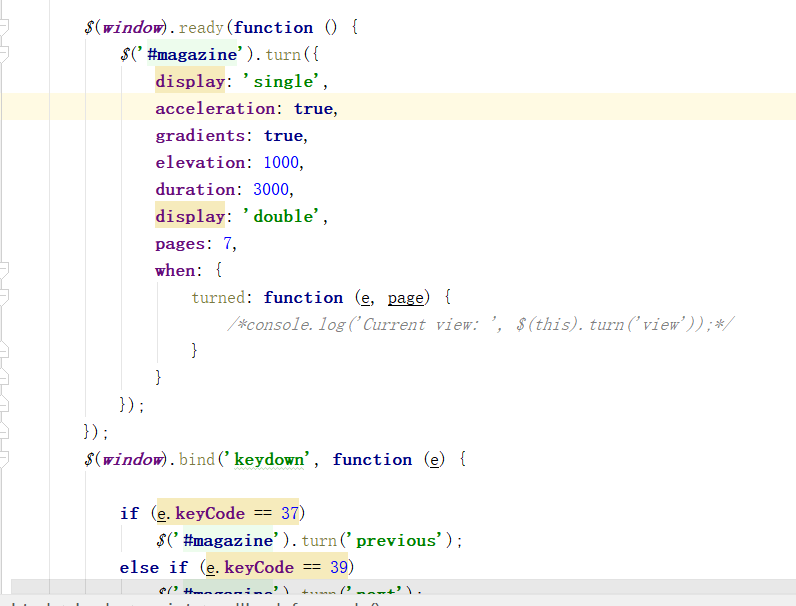 $(window).ready(function () {
$('#magazine').turn({
display: 'single',
acceleration: true,
gradients: true,
elevation: 1000,
duration: 3000,
display: 'double',
pages: 7,
when: {
turned: function (e, page) {
/*console.log('Current view: ', $(this).turn('view'));*/
}
}
});
});
$(window).bind('keydown', function (e) {
if (e.keyCode == 37)
$('#magazine').turn('previous');
else if (e.keyCode == 39)
$('#magazine').turn('next');